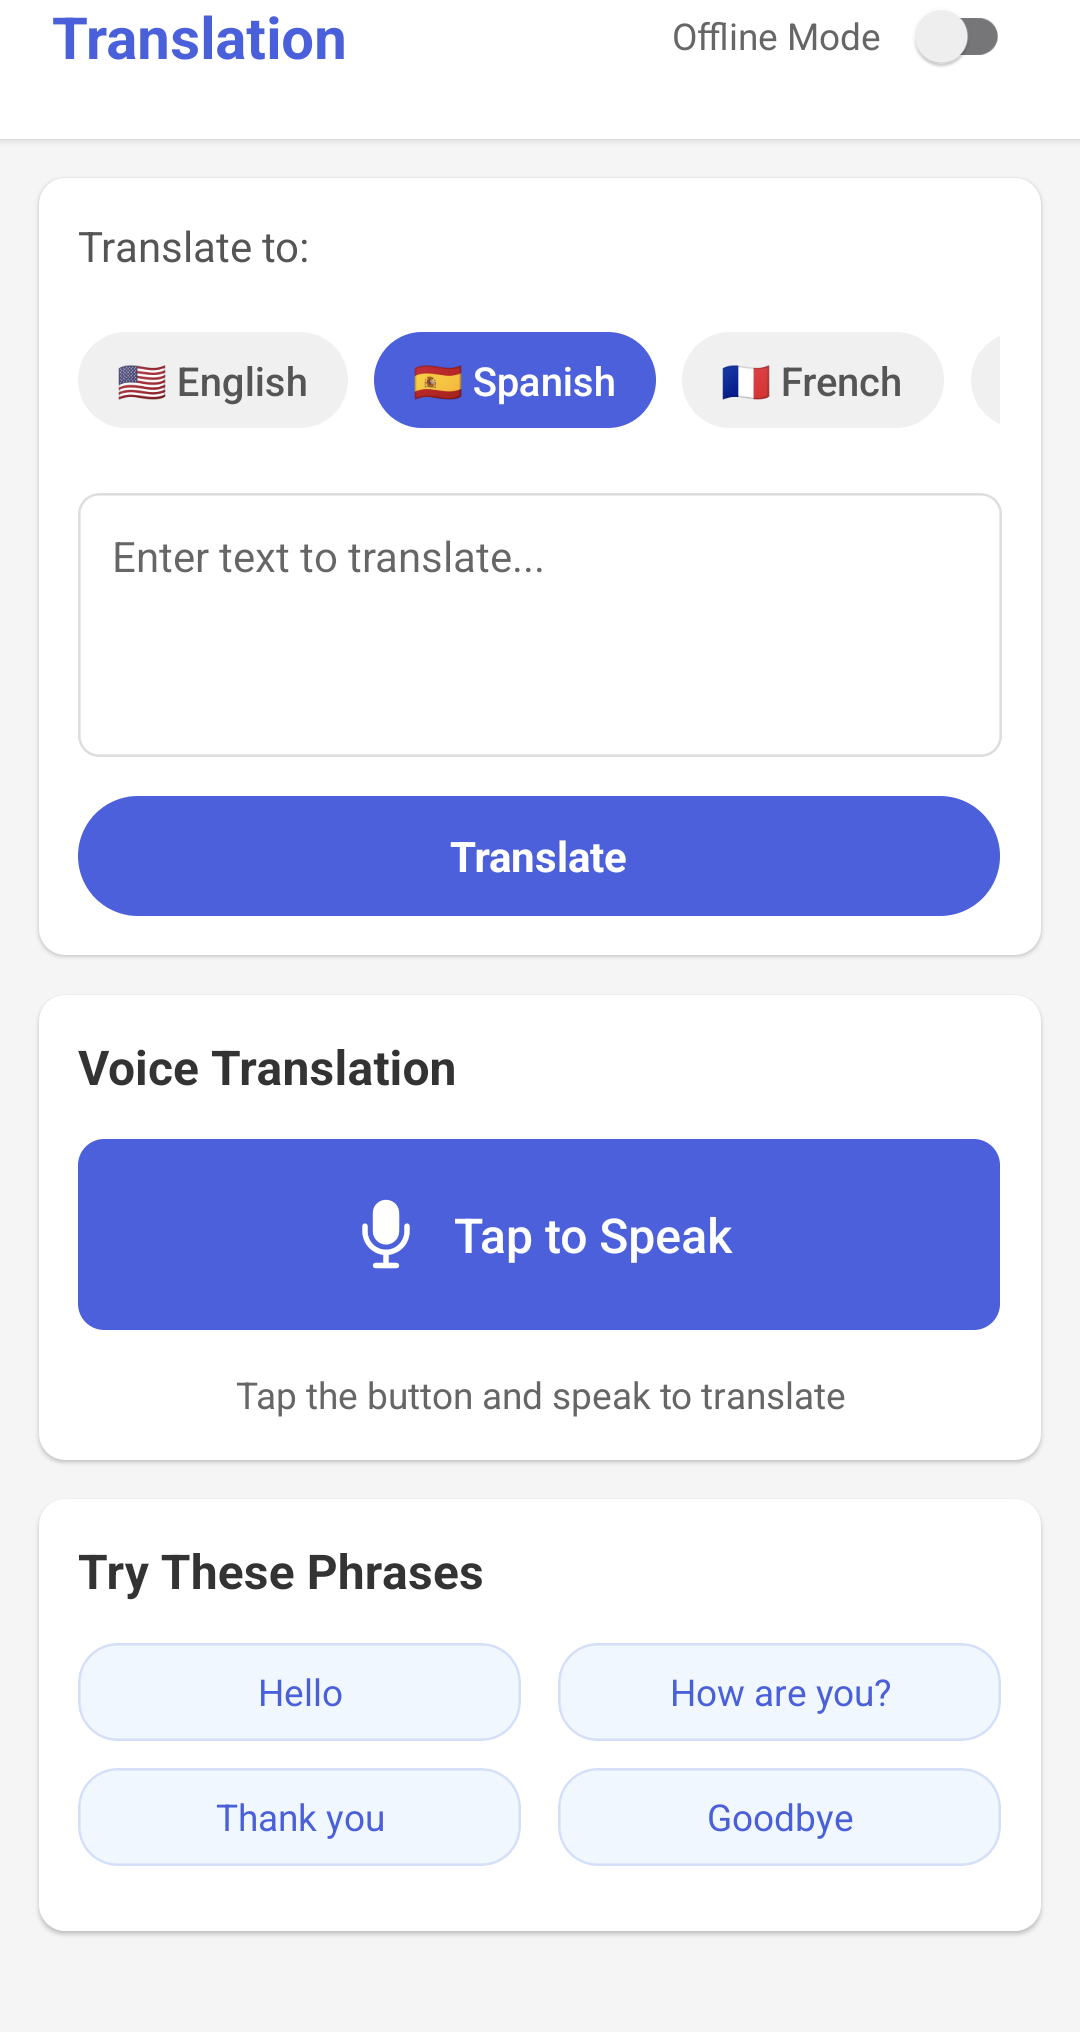 Translation
Offline Mode
Translate to:
English
Spanish
French
Enter text to translate...
Translate
Voice Translation
Tap to Speak
Tap the button and speak to translate
Try These Phrases
Hello
How are you?
Thank you
Goodbye